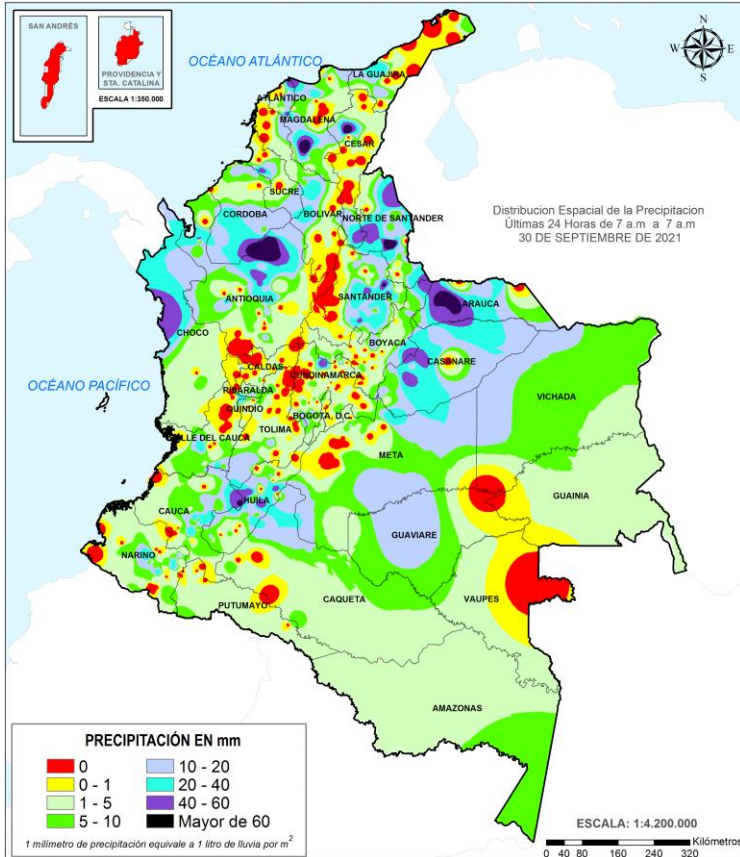 SAN ANDRÉS
PROVIDENCIA Y
STA. CATALINA
ESCALA 1:350.000
OCÉANO ATLÁNTICO
N
W
E
S
LA GUAJIRA
ATLÁNTICO
MAGDALENA
CESAR
SUCRE
CORDOBA
BOLIVAR
NORTE DE SANTANDER
Distribucion Espacial de la Precipitacion
Últimas 24 Horas de 7 a.m a 7 a.m
30 DE SEPTIEMBRE DE 2021
ANTIOQUIA
SANTANDER
ARAUCA
CHOCO
BOYACA
CASANARE
OCÉANO PACÍFICO
CALDAS
CUNDINAMARCA
RISARALDA
VICHADA
QUINDIO
BOGOTA, D.C.
TOLIMA
VALLE DEL CAUCA
META
GUAINIA
HUILA
CAUCA
GUAVIARE
NARINO
CAQUETA
VAUPES
PUTUMAYO
AMAZONAS
PRECIPITACIÓN EN mm
0
10 - 20
0 - 1
20 - 40
1 - 5
40 - 60
5 - 10
Mayor de 60
1 milímetro de precipitación equivale a 1 litro de lluvia por m²
ESCALA: 1:4.200.000
Kilómetros
0 40 80 160 240 320